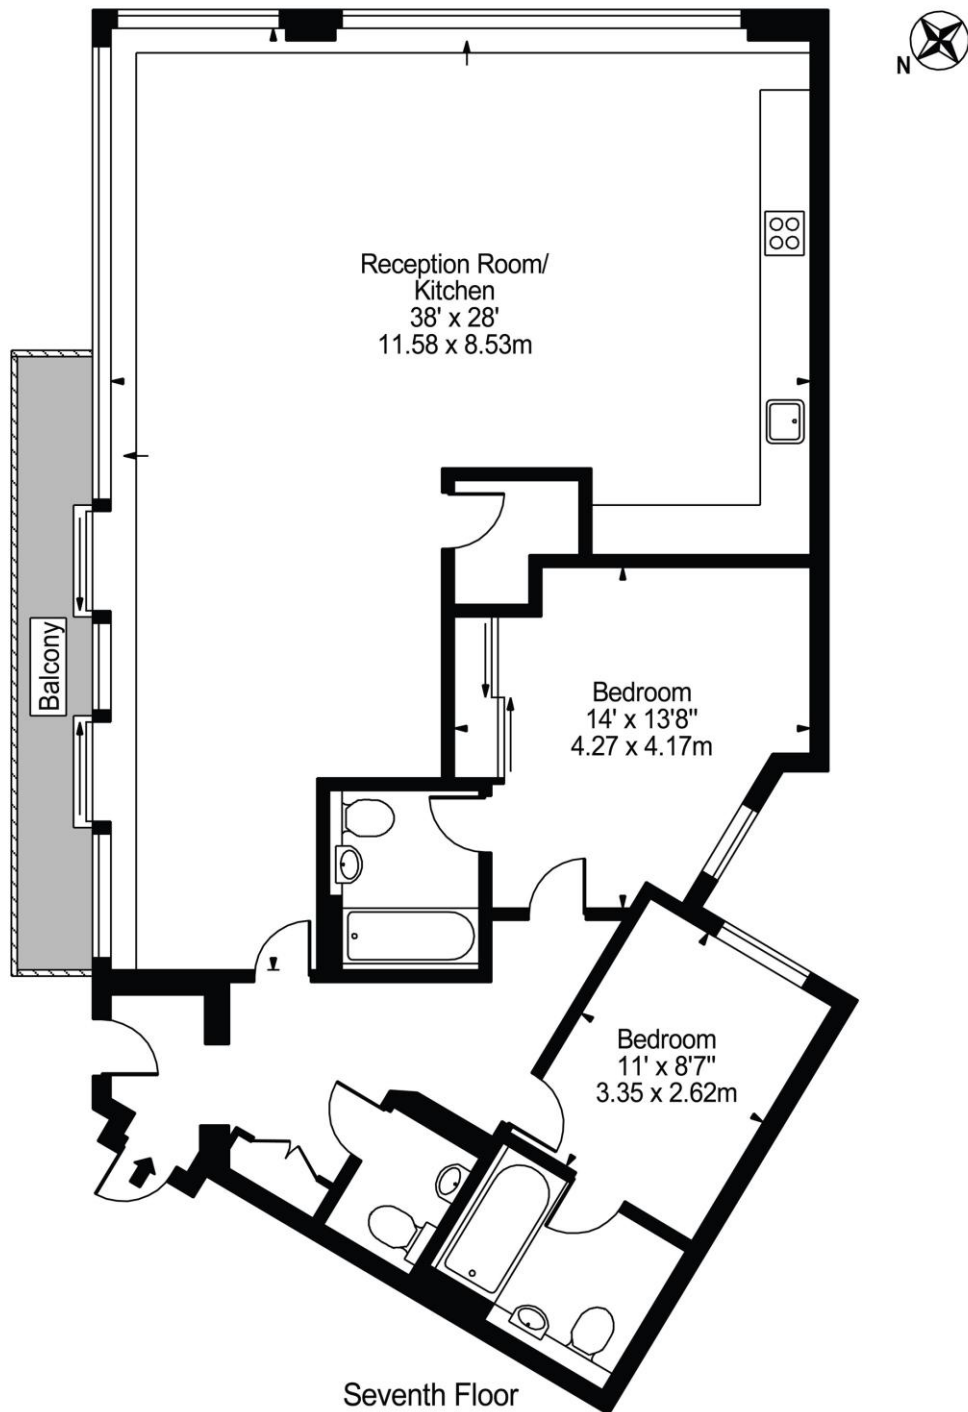 N
Reception Room/
Kitchen
38' x 28'
11.58 x 8.53m
Balcony
Bedroom
14' x 13'8"
4.27 x 4.17m
Bedroom
11' x 8'7"
3.35 x 2.62m
Seventh Floor